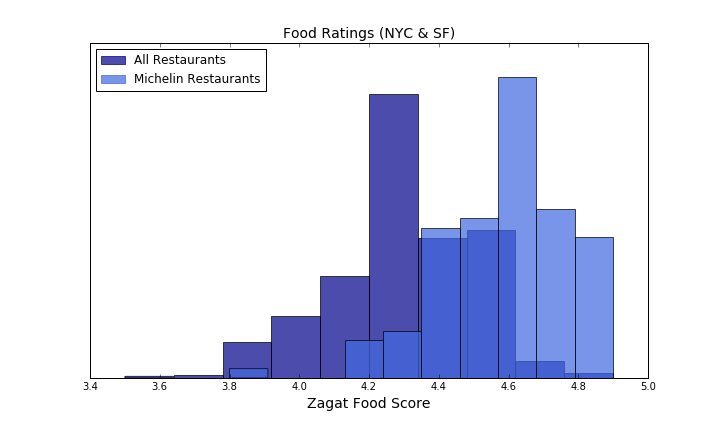 Food Ratings (NYC & SF)
All Restaurants
Michelin Restaurants
3.4 3.6 3.8 4.0 4.2 4.4 4.6 4.8 5.0
Zagat Food Score